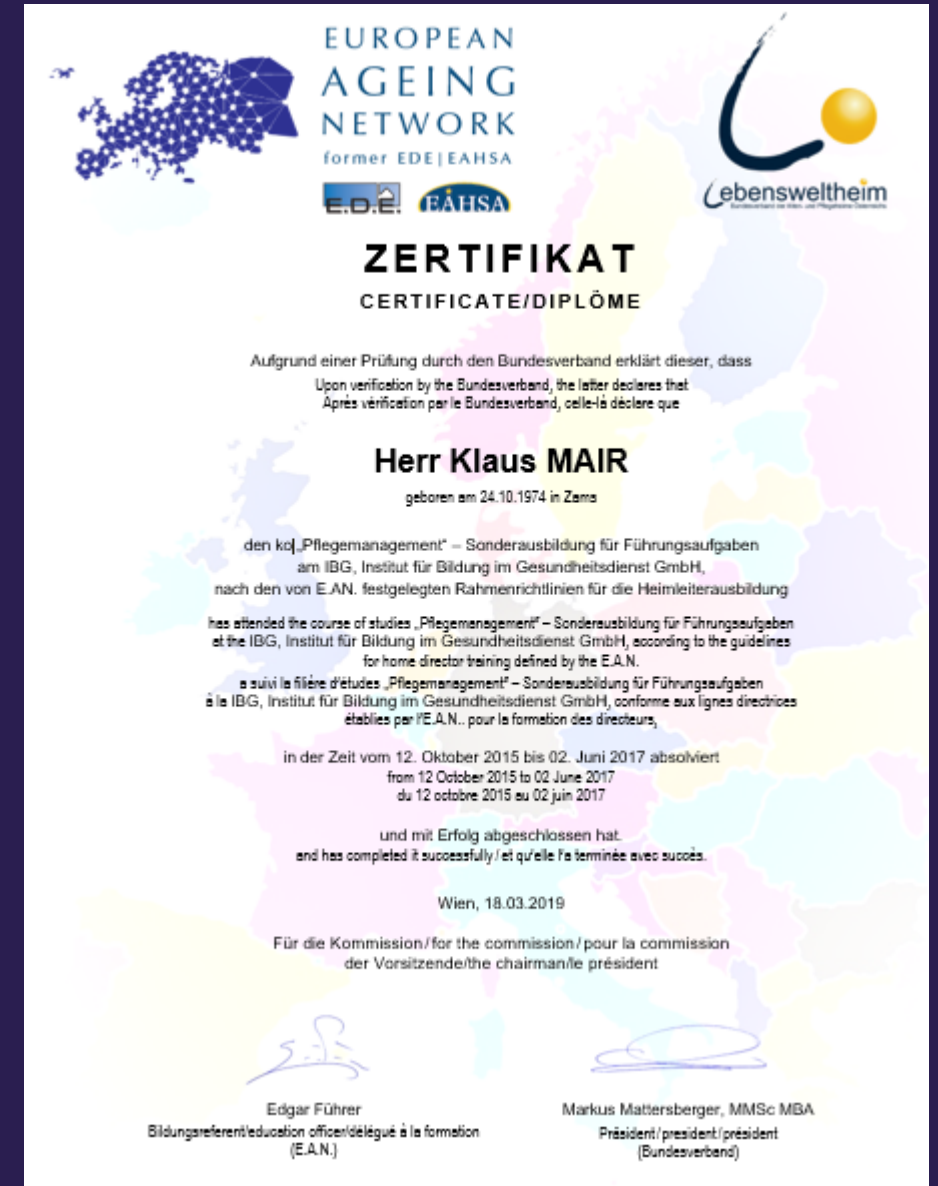 EUROPEAN
AGEING
NETWORK
former EDE|EAHSA
E.D.E. EAHSA
Lebensweltheim
Bundesverband der Alten- und Pflegeheime Österreichs
ZERTIFIKAT
CERTIFICATE/DIPLÔME
Aufgrund einer Prüfung durch den Bundesverband erklärt dieser, dass
Upon verification by the Bundesverband, the latter declares that
Après vérification par le Bundesverband, celle-là déclare que
Herr Klaus MAIR
geboren am 24.10.1974 in Zams
den ko„Pflegemanagement“ – Sonderausbildung für Führungsaufgaben
am IBG, Institut für Bildung im Gesundheitsdienst GmbH,
nach den von E.AN. festgelegten Rahmenrichtlinien für die Heimleiterausbildung
has attended the course of studies „Pflegemanagement“ – Sonderausbildung für Führungsaufgaben
at the IBG, Institut für Bildung im Gesundheitsdienst GmbH, according to the guidelines
for home director training defined by the E.A.N.
a suivi la filière d'études „Pflegemanagement“ – Sonderausbildung für Führungsaufgaben
à la IBG, Institut für Bildung im Gesundheitsdienst GmbH, conforme aux lignes directrices
établies par l'E.A.N.. pour la formation des directeurs,
in der Zeit vom 12. Oktober 2015 bis 02. Juni 2017 absolviert
from 12 October 2015 to 02 June 2017
du 12 octobre 2015 au 02 juin 2017
und mit Erfolg abgeschlossen hat.
and has completed it successfully / et qu'elle l'a terminée avec succès.
Wien, 18.03.2019
Für die Kommission/for the commission/pour la commission
der Vorsitzende/the chairman/le président
Edgar Führer
Bildungsreferent/education officer/délégué à la formation
(E.A.N.)
Markus Mattersberger, MMSc MBA
Präsident/president/président
(Bundesverband)